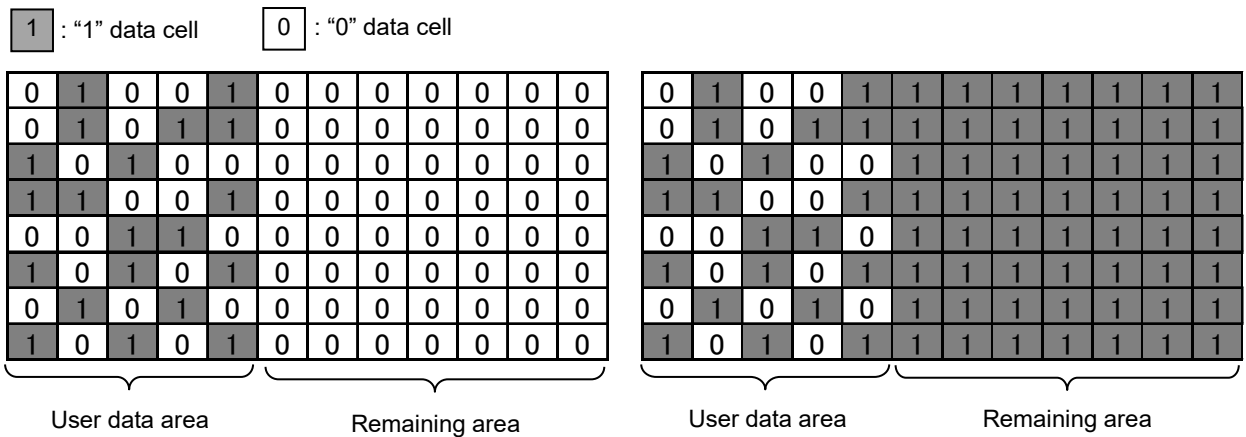 1 : “1” data cell 0 : “0” data cell
0 1 0 0 1 0 0 0 0 0 0 0 0 1 0 0 1 1 1 1 1 1 1 1
0 1 0 1 1 0 0 0 0 0 0 0 0 1 0 1 1 1 1 1 1 1 1 1
1 0 1 0 0 0 0 0 0 0 0 0 1 0 1 0 0 1 1 1 1 1 1 1
1 1 0 0 1 0 0 0 0 0 0 0 1 1 0 0 1 1 1 1 1 1 1 1
0 0 1 1 0 0 0 0 0 0 0 0 0 0 1 1 0 1 1 1 1 1 1 1
1 0 1 0 1 0 0 0 0 0 0 0 1 0 1 0 1 1 1 1 1 1 1 1
0 1 0 1 0 0 0 0 0 0 0 0 0 1 0 1 0 1 1 1 1 1 1 1
1 0 1 0 1 0 0 0 0 0 0 0 1 0 1 0 1 1 1 1 1 1 1 1
User data area Remaining area User data area Remaining area